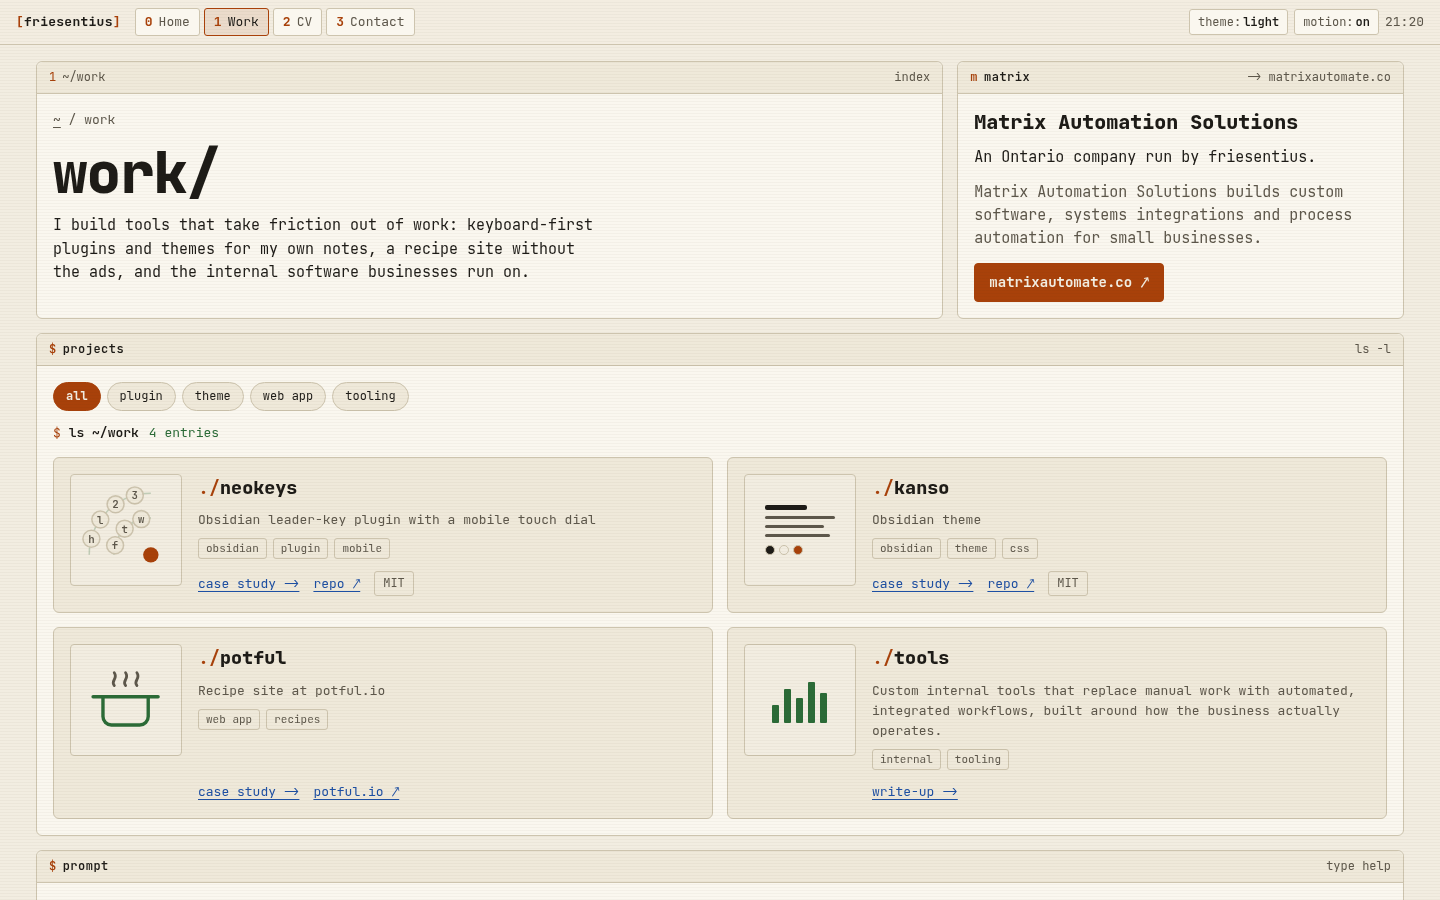 [friesentius] 0 Home 1 Work 2 CV 3 Contact theme: light motion: on 21:20
1 ~/work index
~ / work
work/
I build tools that take friction out of work: keyboard-first
plugins and themes for my own notes, a recipe site without
the ads, and the internal software businesses run on.
m matrix → matrixautomate.co
Matrix Automation Solutions
An Ontario company run by friesentius.
Matrix Automation Solutions builds custom
software, systems integrations and process
automation for small businesses.
matrixautomate.co ↗
$ projects ls -l
all plugin theme web app tooling
$ ls ~/work 4 entries
3
2
l w
t
h f
./neokeys
Obsidian leader-key plugin with a mobile touch dial
obsidian plugin mobile
case study → repo ↗ MIT
./kanso
Obsidian theme
obsidian theme css
case study → repo ↗ MIT
./potful
Recipe site at potful.io
web app recipes
case study → potful.io ↗
./tools
Custom internal tools that replace manual work with automated,
integrated workflows, built around how the business actually
operates.
internal tooling
write-up →
$ prompt type help